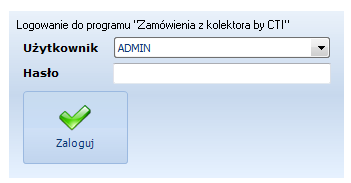 Logowanie do programu "Zamówienia z kolektora by CTI"
Użytkownik ADMIN
Hasło
Zaloguj